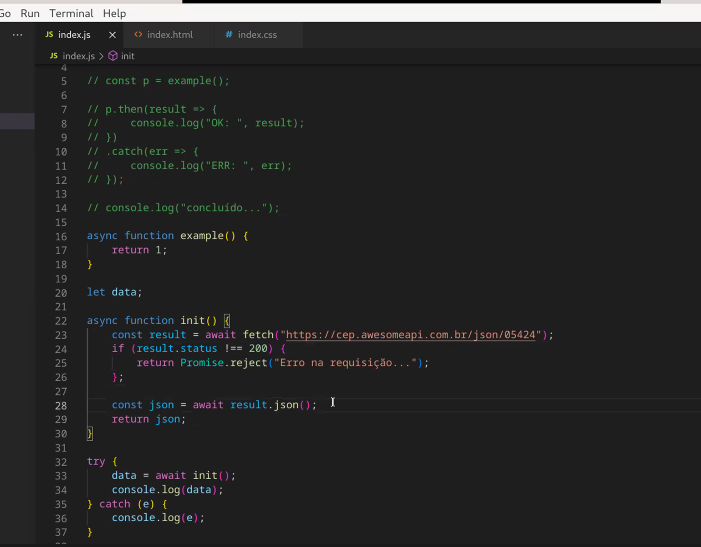 Go Run Terminal Help
··· JS index.js × <> index.html # index.css
JS index.js > init
4
5 // const p = example();
6
7 // p.then(result => {
8 //     console.log("OK: ", result);
9 // })
10 // .catch(err => {
11 //     console.log("ERR: ", err);
12 // });
13
14 // console.log("concluído...");
15
16 async function example() {
17     return 1;
18 }
19
20 let data;
21
22 async function init() {
23     const result = await fetch("https://cep.awesomeapi.com.br/json/05424");
24     if (result.status !== 200) {
25         return Promise.reject("Erro na requisição...");
26     };
27
28     const json = await result.json();
29     return json;
30 }
31
32 try {
33     data = await init();
34     console.log(data);
35 } catch (e) {
36     console.log(e);
37 }